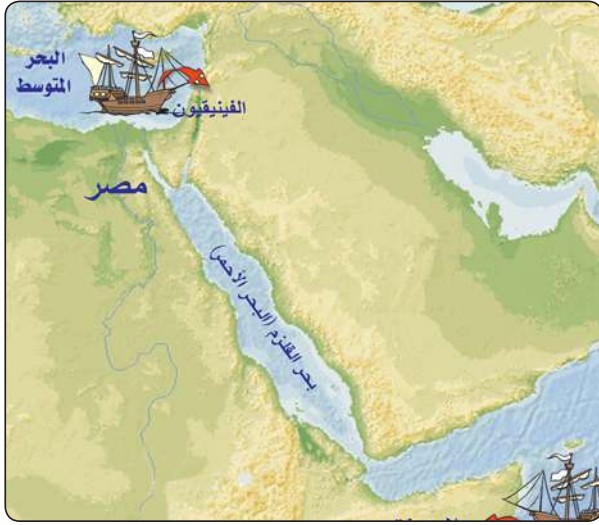 البحر
المتوسط
الفينيقيون
مصر
بحر القلزم (البحر الأحمر)